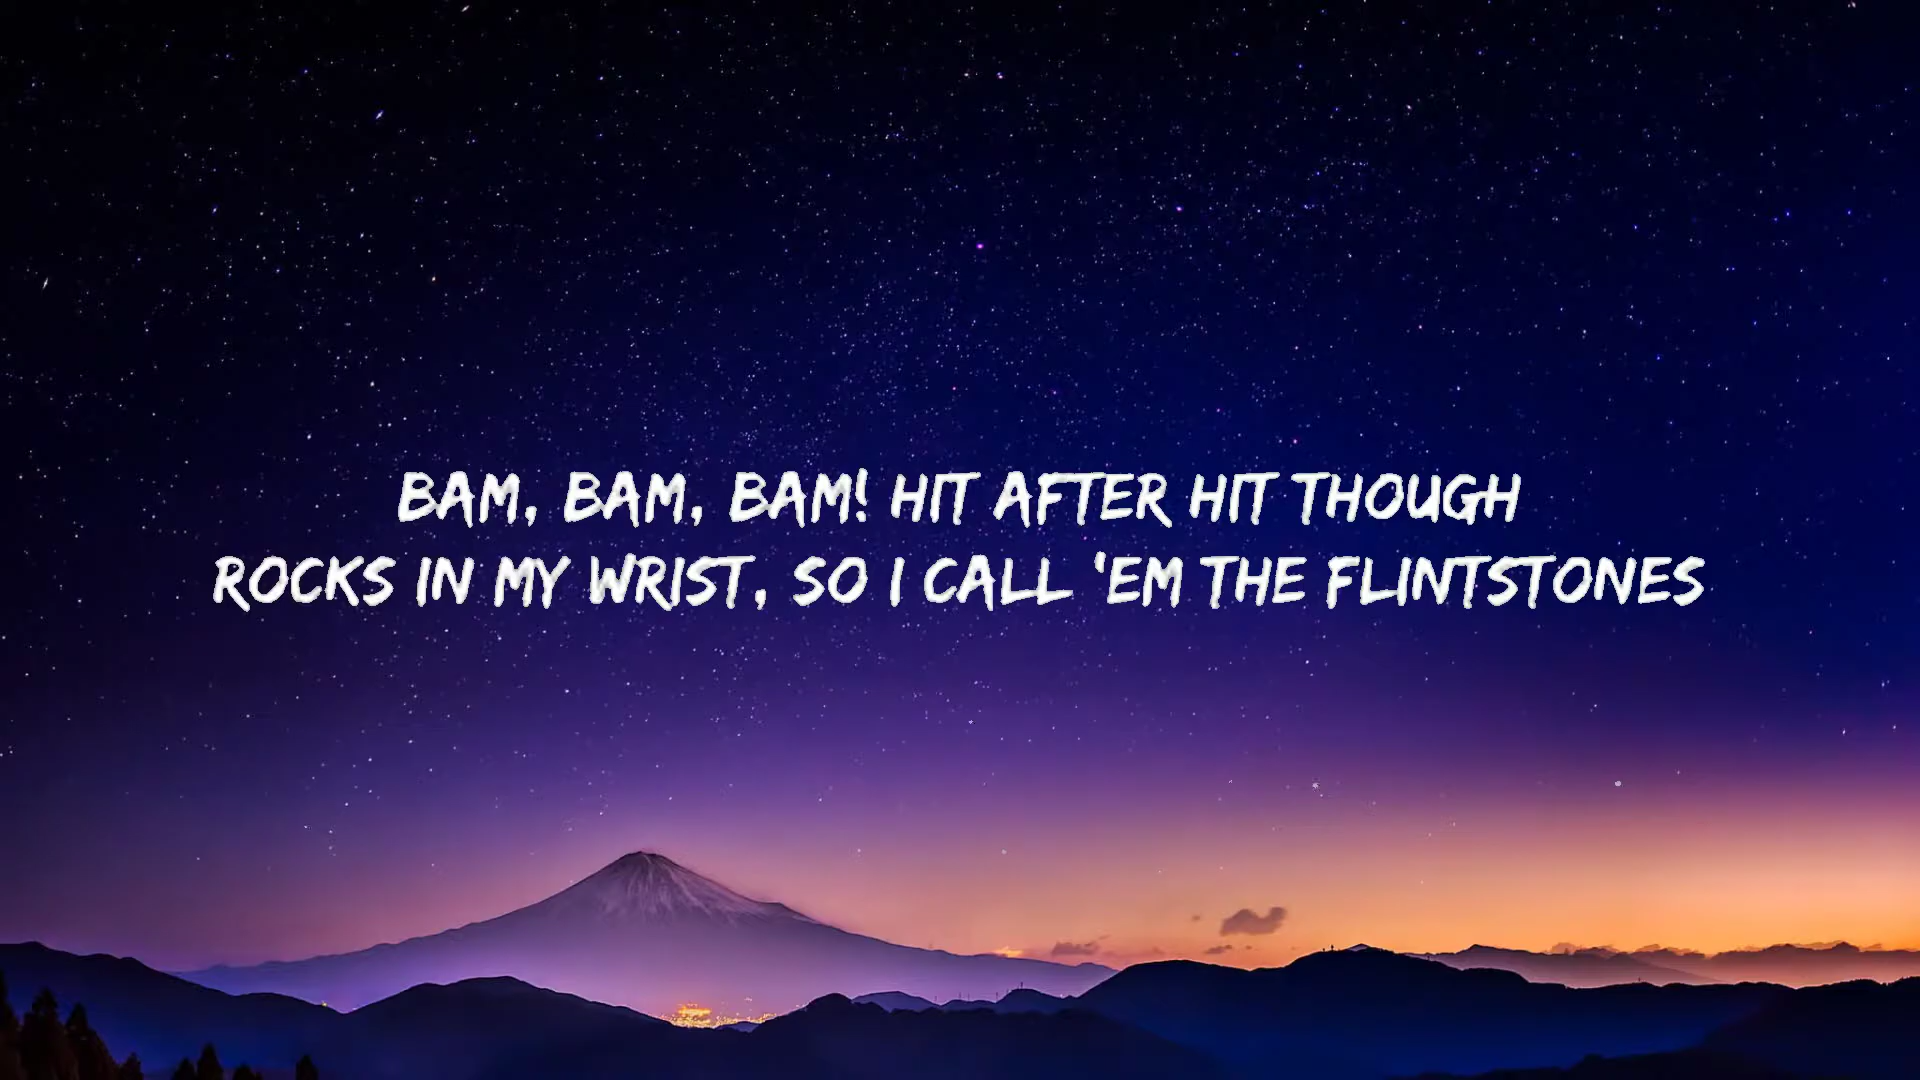 BAM, BAM, BAM! HIT AFTER HIT THOUGH
ROCKS IN MY WRIST, SO I CALL 'EM THE FLINTSTONES